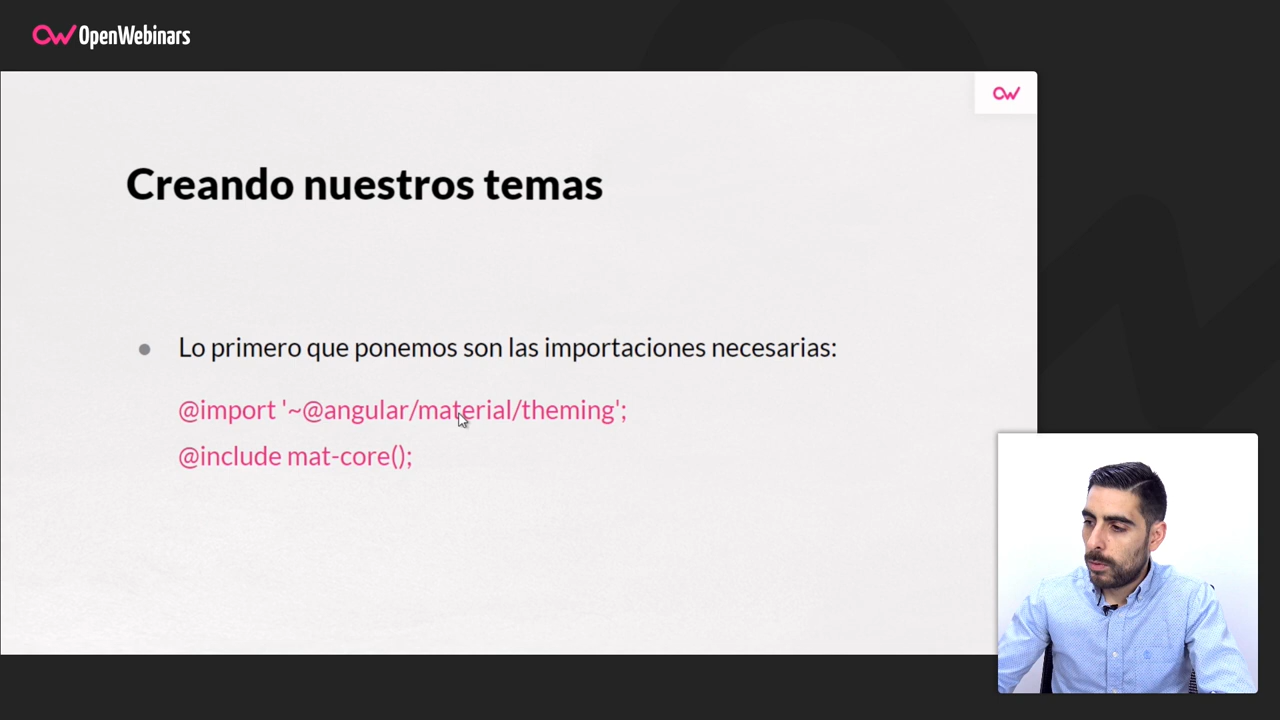 OpenWebinars
Creando nuestros temas
Lo primero que ponemos son las importaciones necesarias:
@import '~@angular/material/theming';
@include mat-core();